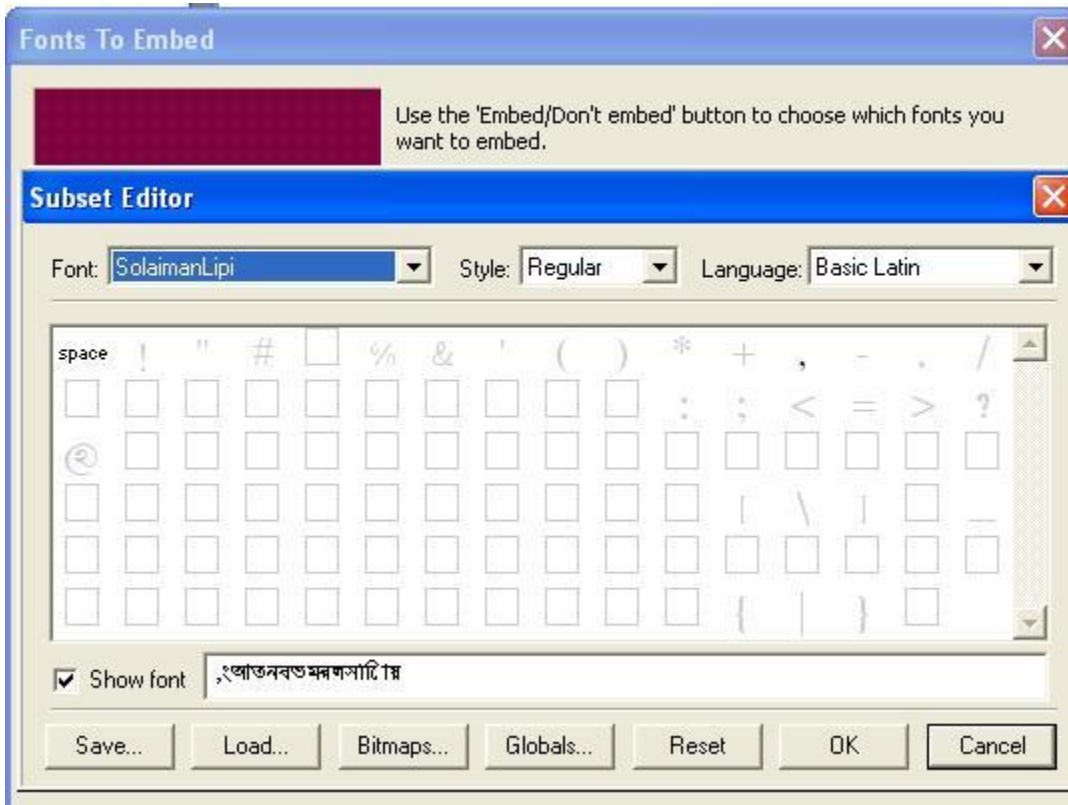 Fonts To Embed
Use the 'Embed/Don't embed' button to choose which fonts you
want to embed.
Subset Editor
Font: SolaimanLipi Style: Regular Language: Basic Latin
space ! " # % & ' ( ) * + , - . /
: ; < = > ?
@
[ \ ] _
{ | }
Show font ,ংআতনবভমরলসািোয়
Save... Load... Bitmaps... Globals... Reset OK Cancel